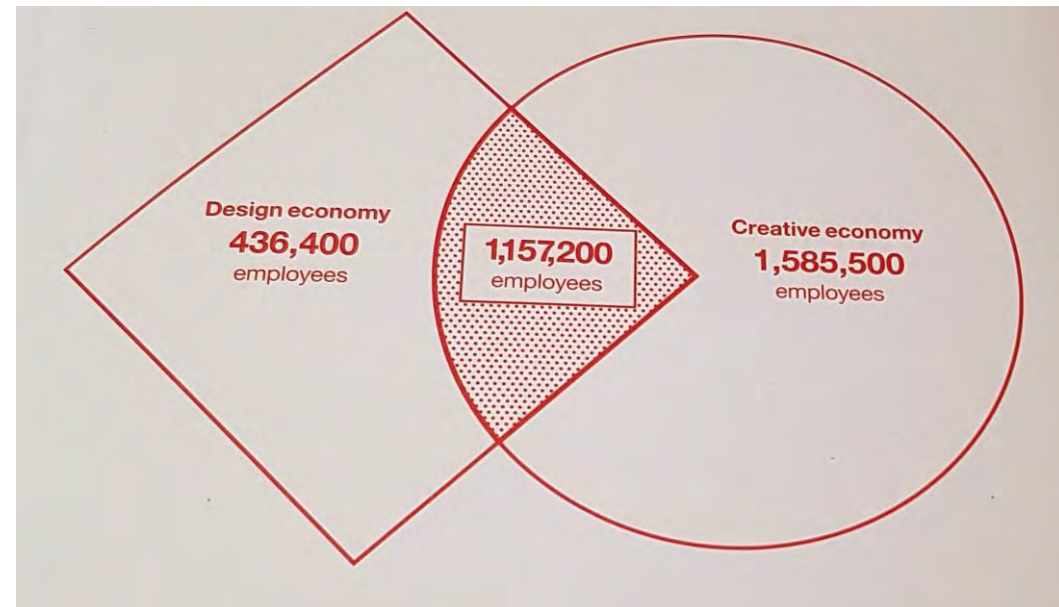 Design economy
436,400
employees
1,157,200
employees
Creative economy
1,585,500
employees